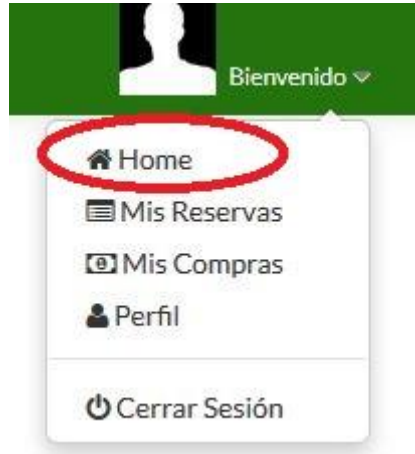 Bienvenido
Home
Mis Reservas
Mis Compras
Perfil
Cerrar Sesión